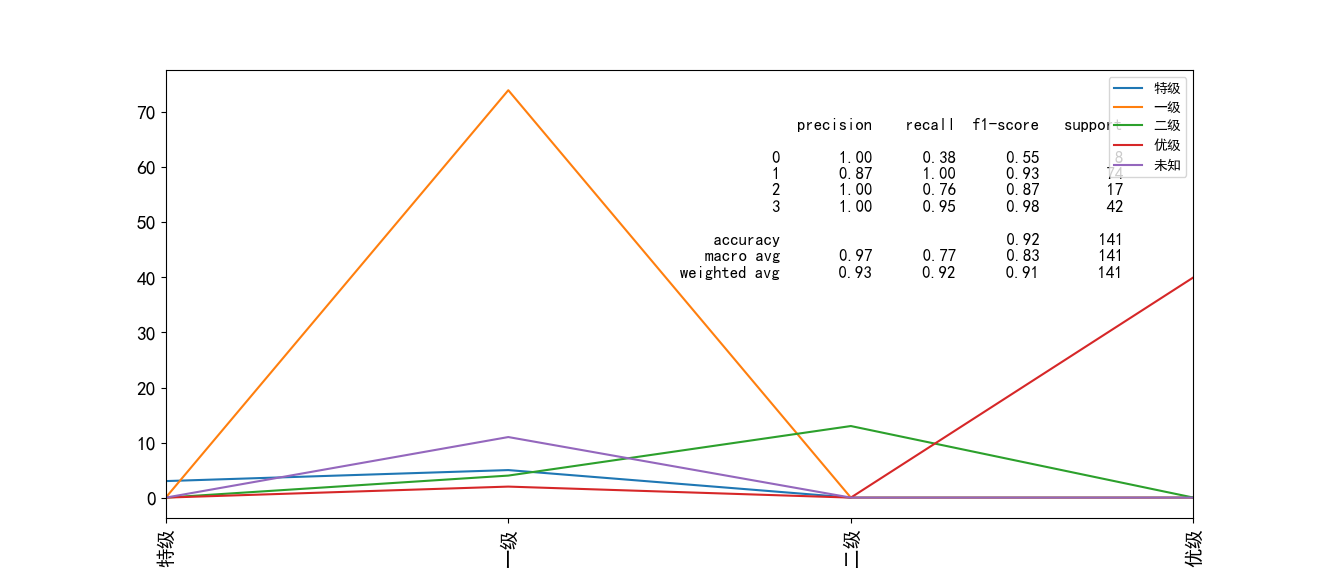 特级
一级
二级
优级
未知
precision recall f1-score support
0 1.00 0.38 0.55 8
1 0.87 1.00 0.93 74
2 1.00 0.76 0.87 17
3 1.00 0.95 0.98 42
accuracy 0.92 141
macro avg 0.97 0.77 0.83 141
weighted avg 0.93 0.92 0.91 141
70
60
50
40
30
20
10
0
特级
一级
二级
优级